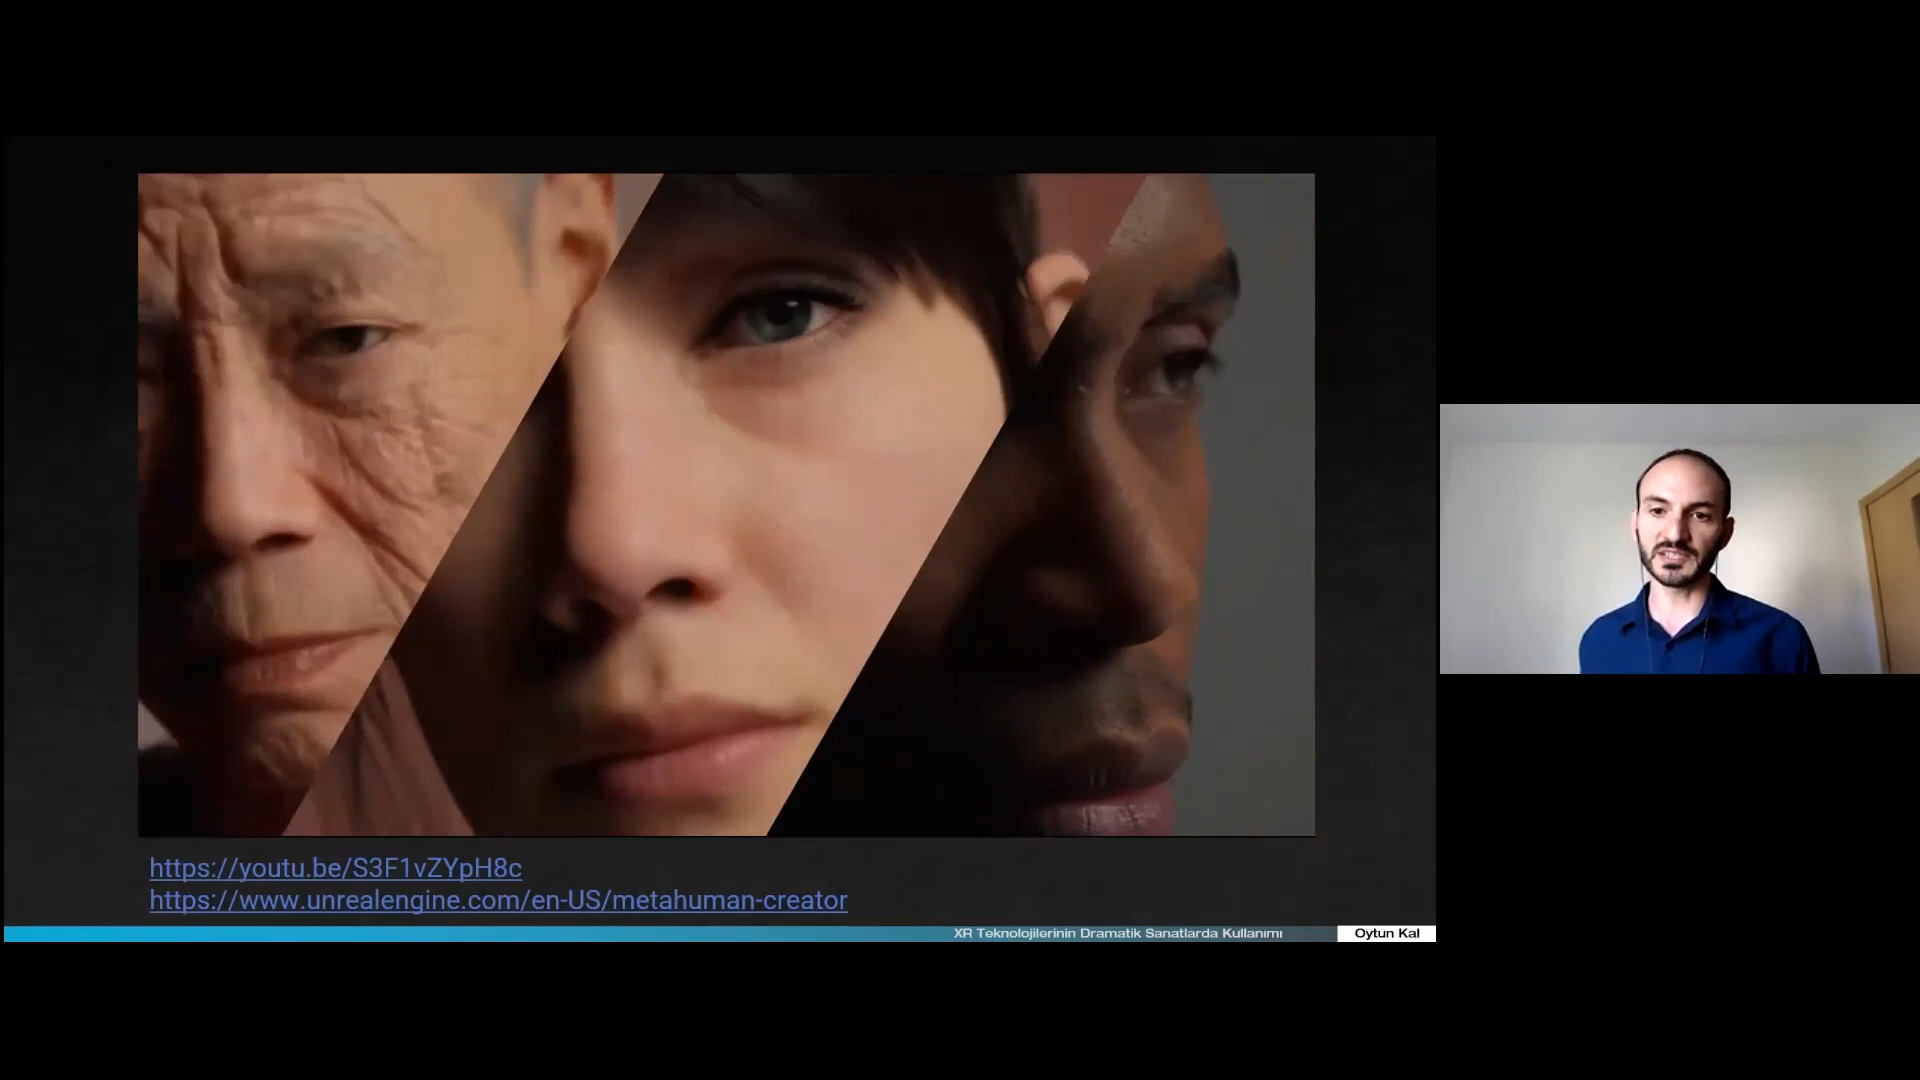 https://youtu.be/S3F1vZYpH8c
https://www.unrealengine.com/en-US/metahuman-creator
XR Teknolojilerinin Dramatik Sanatlarda Kullanımı
Oytun Kal